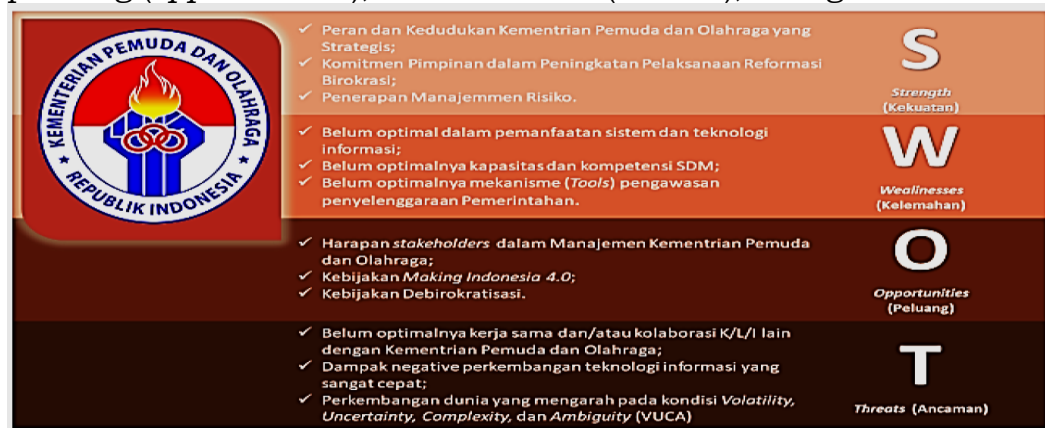 KEMENTERIAN PEMUDA DAN OLAHRAGA
REPUBLIK INDONESIA
✓ Peran dan Kedudukan Kementrian Pemuda dan Olahraga yang
Strategis;
✓ Komitmen Pimpinan dalam Peningkatan Pelaksanaan Reformasi
Birokrasi;
✓ Penerapan Manajemmen Risiko.
S
Strength
(Kekuatan)
✓ Belum optimal dalam pemanfaatan sistem dan teknologi
informasi;
✓ Belum optimalnya kapasitas dan kompetensi SDM;
✓ Belum optimalnya mekanisme (Tools) pengawasan
penyelenggaraan Pemerintahan.
W
Wealinesses
(Kelemahan)
✓ Harapan stakeholders dalam Manajemen Kementrian Pemuda
dan Olahraga;
✓ Kebijakan Making Indonesia 4.0;
✓ Kebijakan Debirokratisasi.
O
Opportunities
(Peluang)
✓ Belum optimalnya kerja sama dan/atau kolaborasi K/L/I lain
dengan Kementrian Pemuda dan Olahraga;
✓ Dampak negative perkembangan teknologi informasi yang
sangat cepat;
✓ Perkembangan dunia yang mengarah pada kondisi Volatility,
Uncertainty, Complexity, dan Ambiguity (VUCA)
T
Threats (Ancaman)